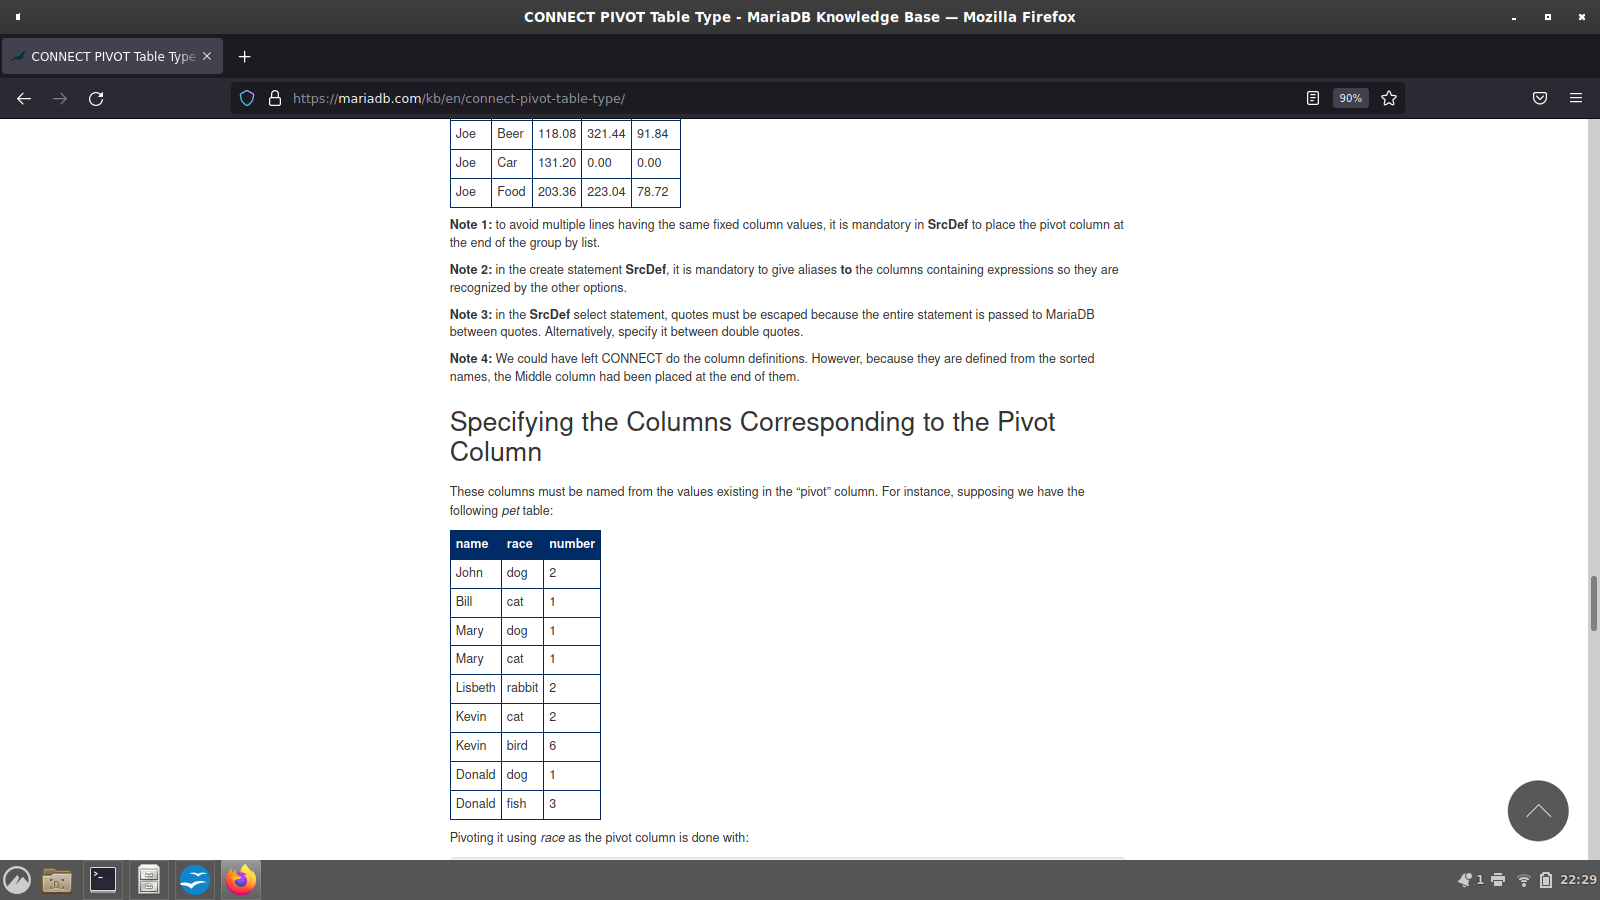 CONNECT PIVOT Table Type - MariaDB Knowledge Base — Mozilla Firefox
CONNECT PIVOT Table Type
https://mariadb.com/kb/en/connect-pivot-table-type/
90%
Joe Beer 118.08 321.44 91.84
Joe Car 131.20 0.00 0.00
Joe Food 203.36 223.04 78.72
Note 1: to avoid multiple lines having the same fixed column values, it is mandatory in SrcDef to place the pivot column at
the end of the group by list.
Note 2: in the create statement SrcDef, it is mandatory to give aliases to the columns containing expressions so they are
recognized by the other options.
Note 3: in the SrcDef select statement, quotes must be escaped because the entire statement is passed to MariaDB
between quotes. Alternatively, specify it between double quotes.
Note 4: We could have left CONNECT do the column definitions. However, because they are defined from the sorted
names, the Middle column had been placed at the end of them.
Specifying the Columns Corresponding to the Pivot
Column
These columns must be named from the values existing in the “pivot” column. For instance, supposing we have the
following pet table:
name race number
John dog 2
Bill cat 1
Mary dog 1
Mary cat 1
Lisbeth rabbit 2
Kevin cat 2
Kevin bird 6
Donald dog 1
Donald fish 3
Pivoting it using race as the pivot column is done with:
1
22:29